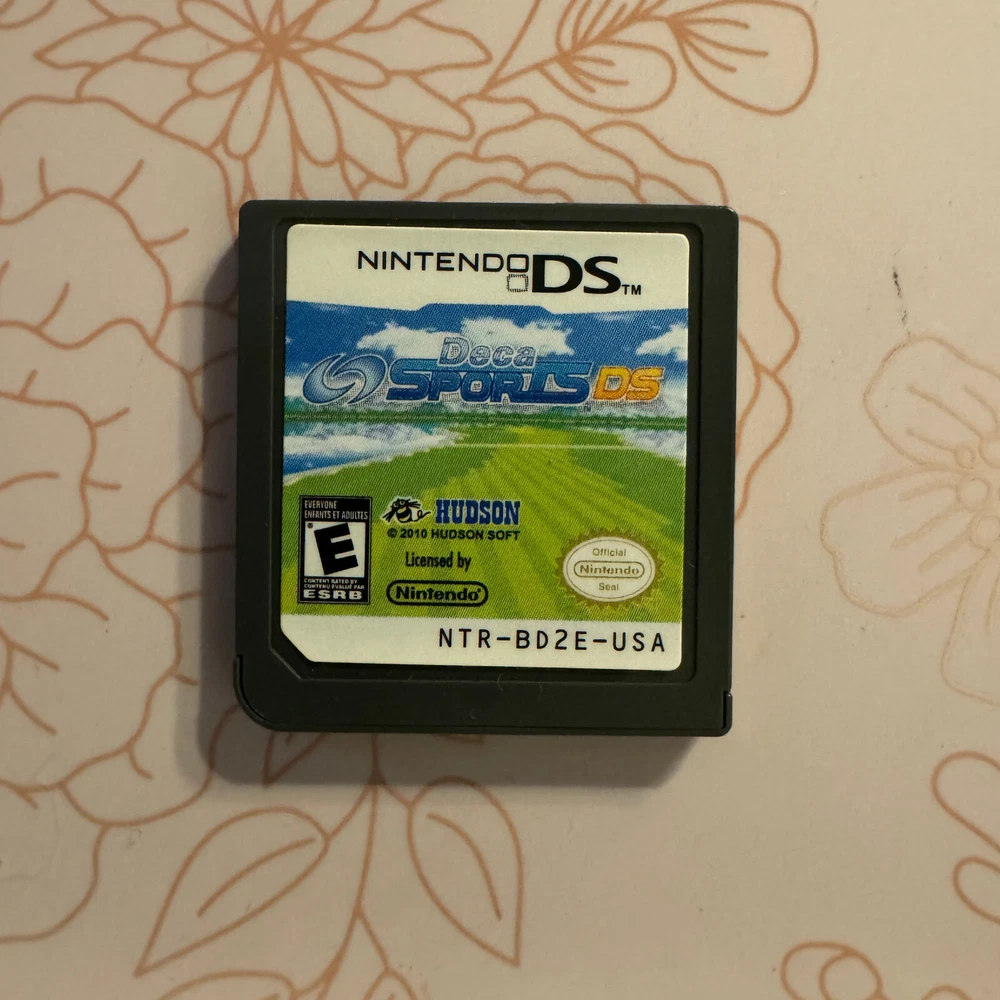 NINTENDO DS™
Deca
SPORTS DS
EVERYONE
ENFANTS ET ADULTES
E
CONTENT RATED BY
CONTENU ÉVALUÉ PAR
ESRB
HUDSON
© 2010 HUDSON SOFT
Licensed by
Nintendo®
Official
Nintendo
Seal
NTR-BD2E-USA